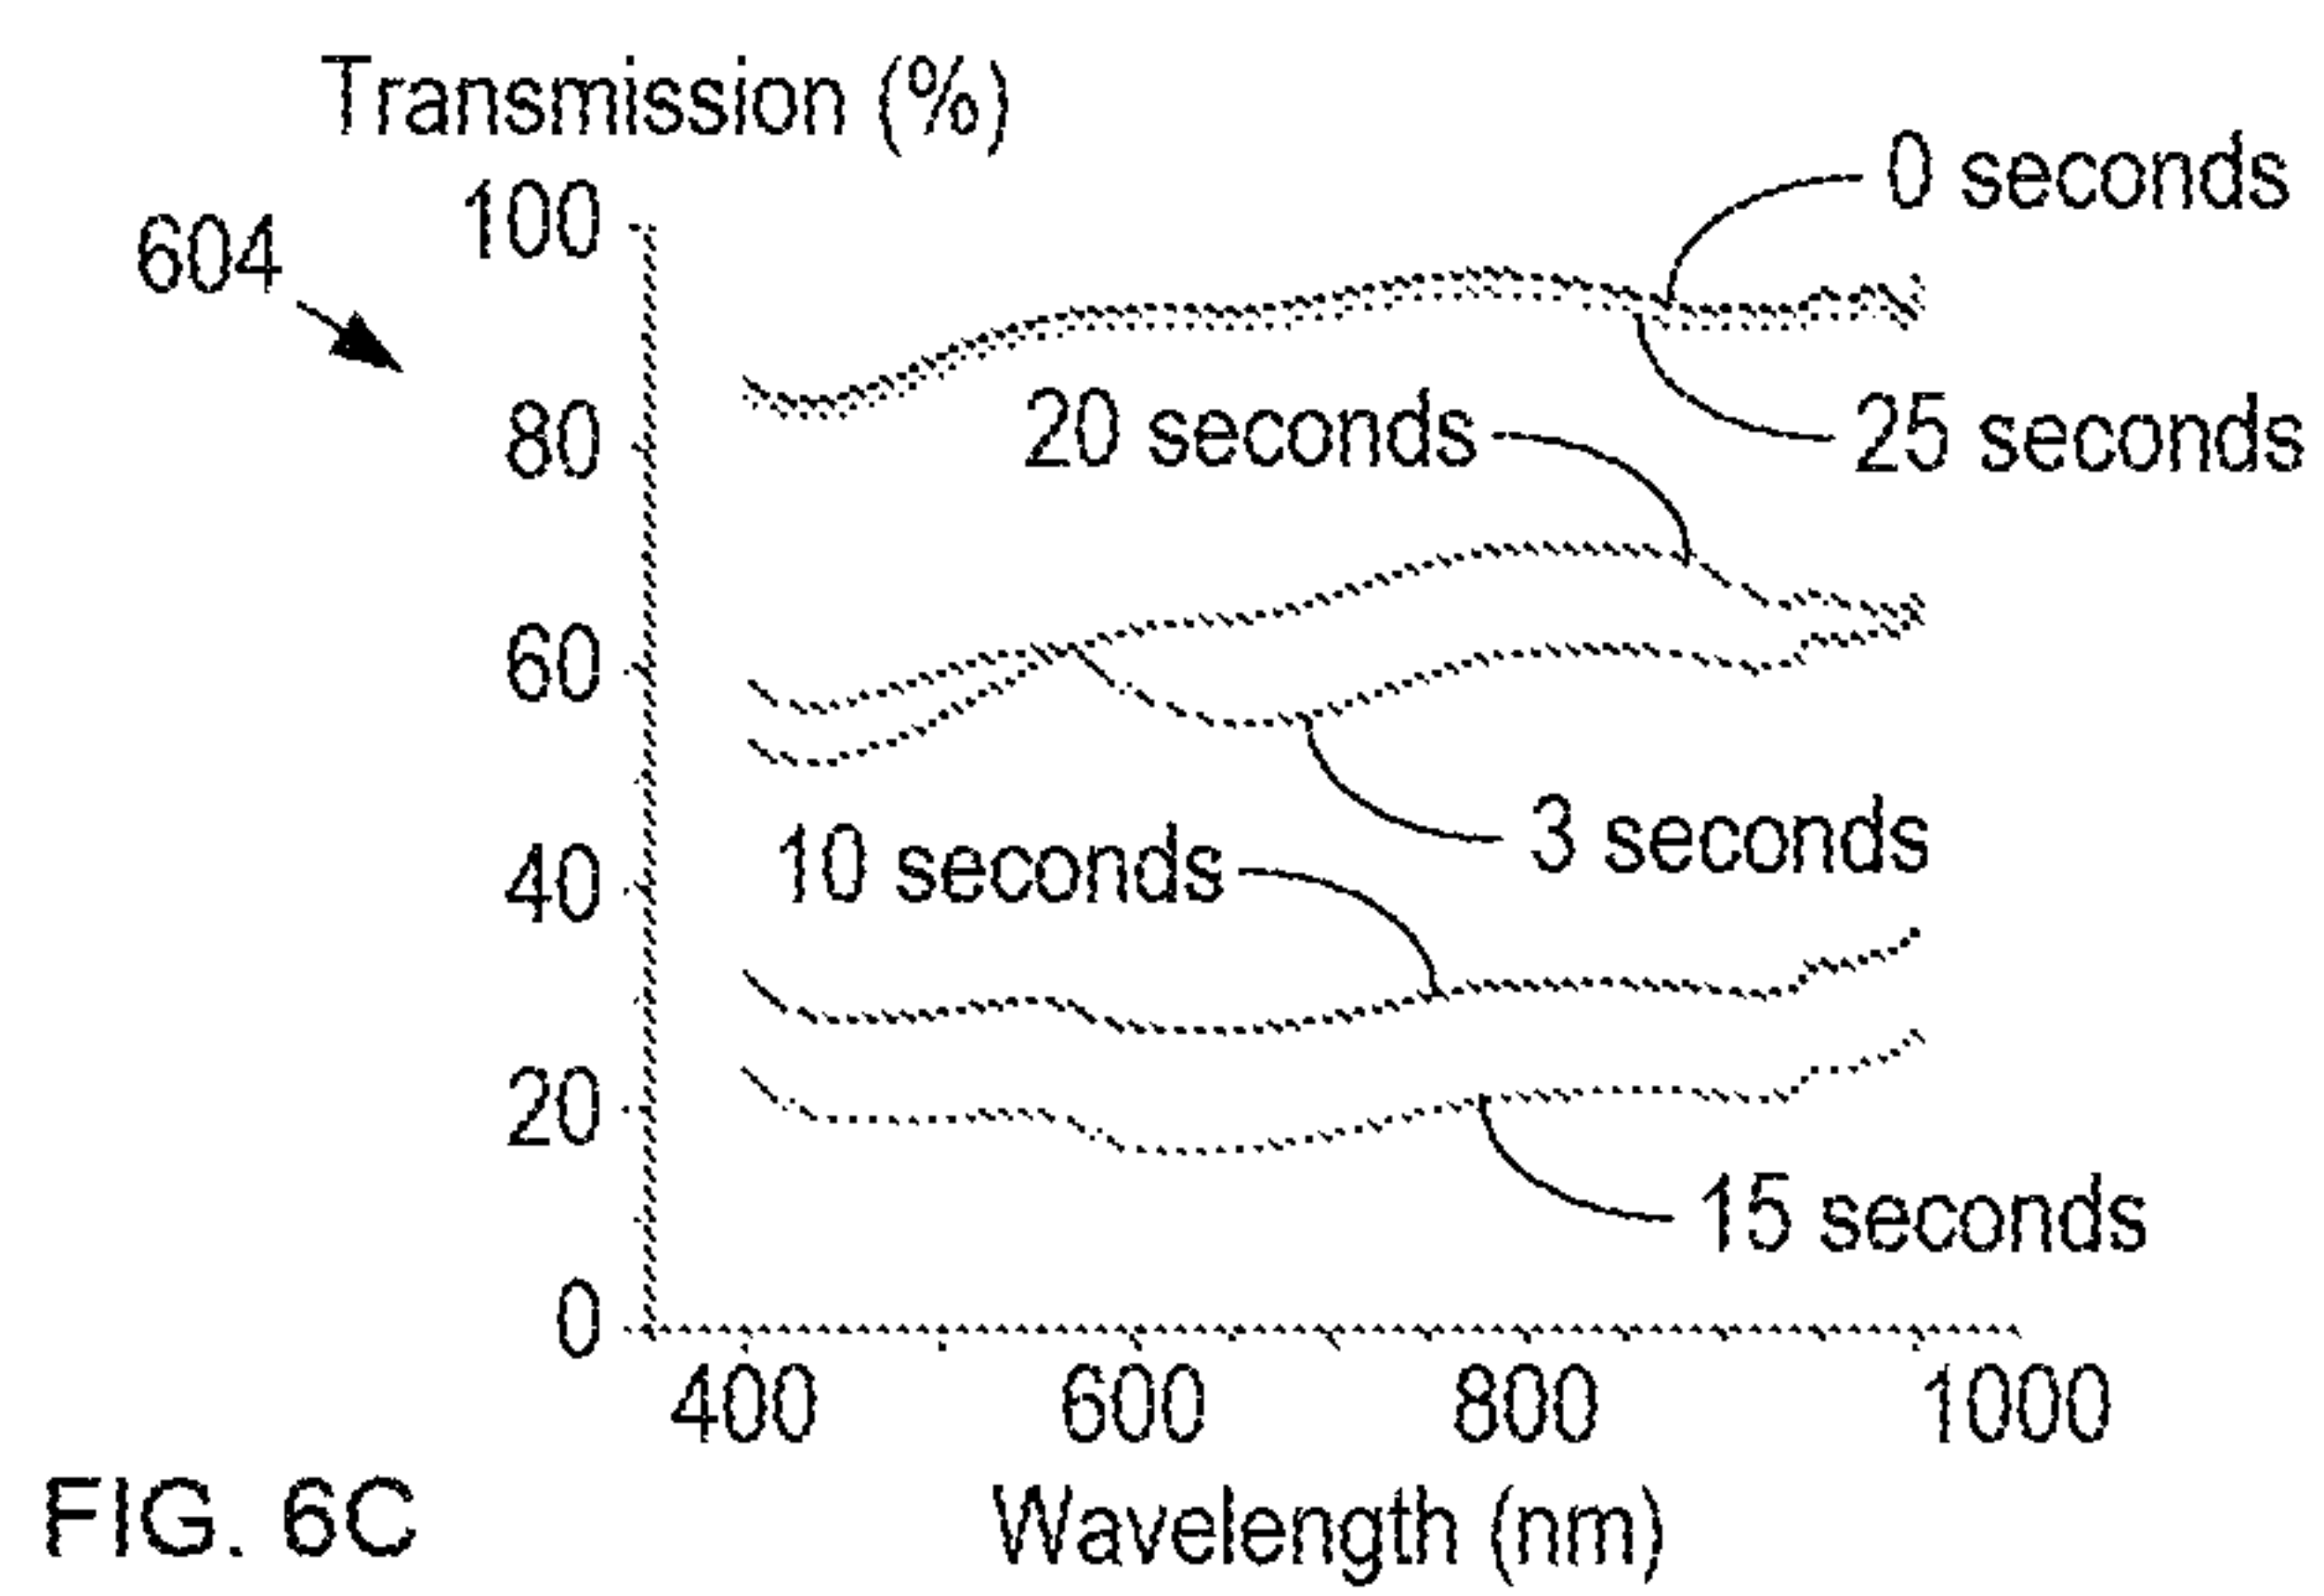 Transmission (%)
604
100
0 seconds
80
20 seconds
25 seconds
60
40
10 seconds
3 seconds
20
15 seconds
0
400 600 800 1000
Wavelength (nm)
FIG. 6C